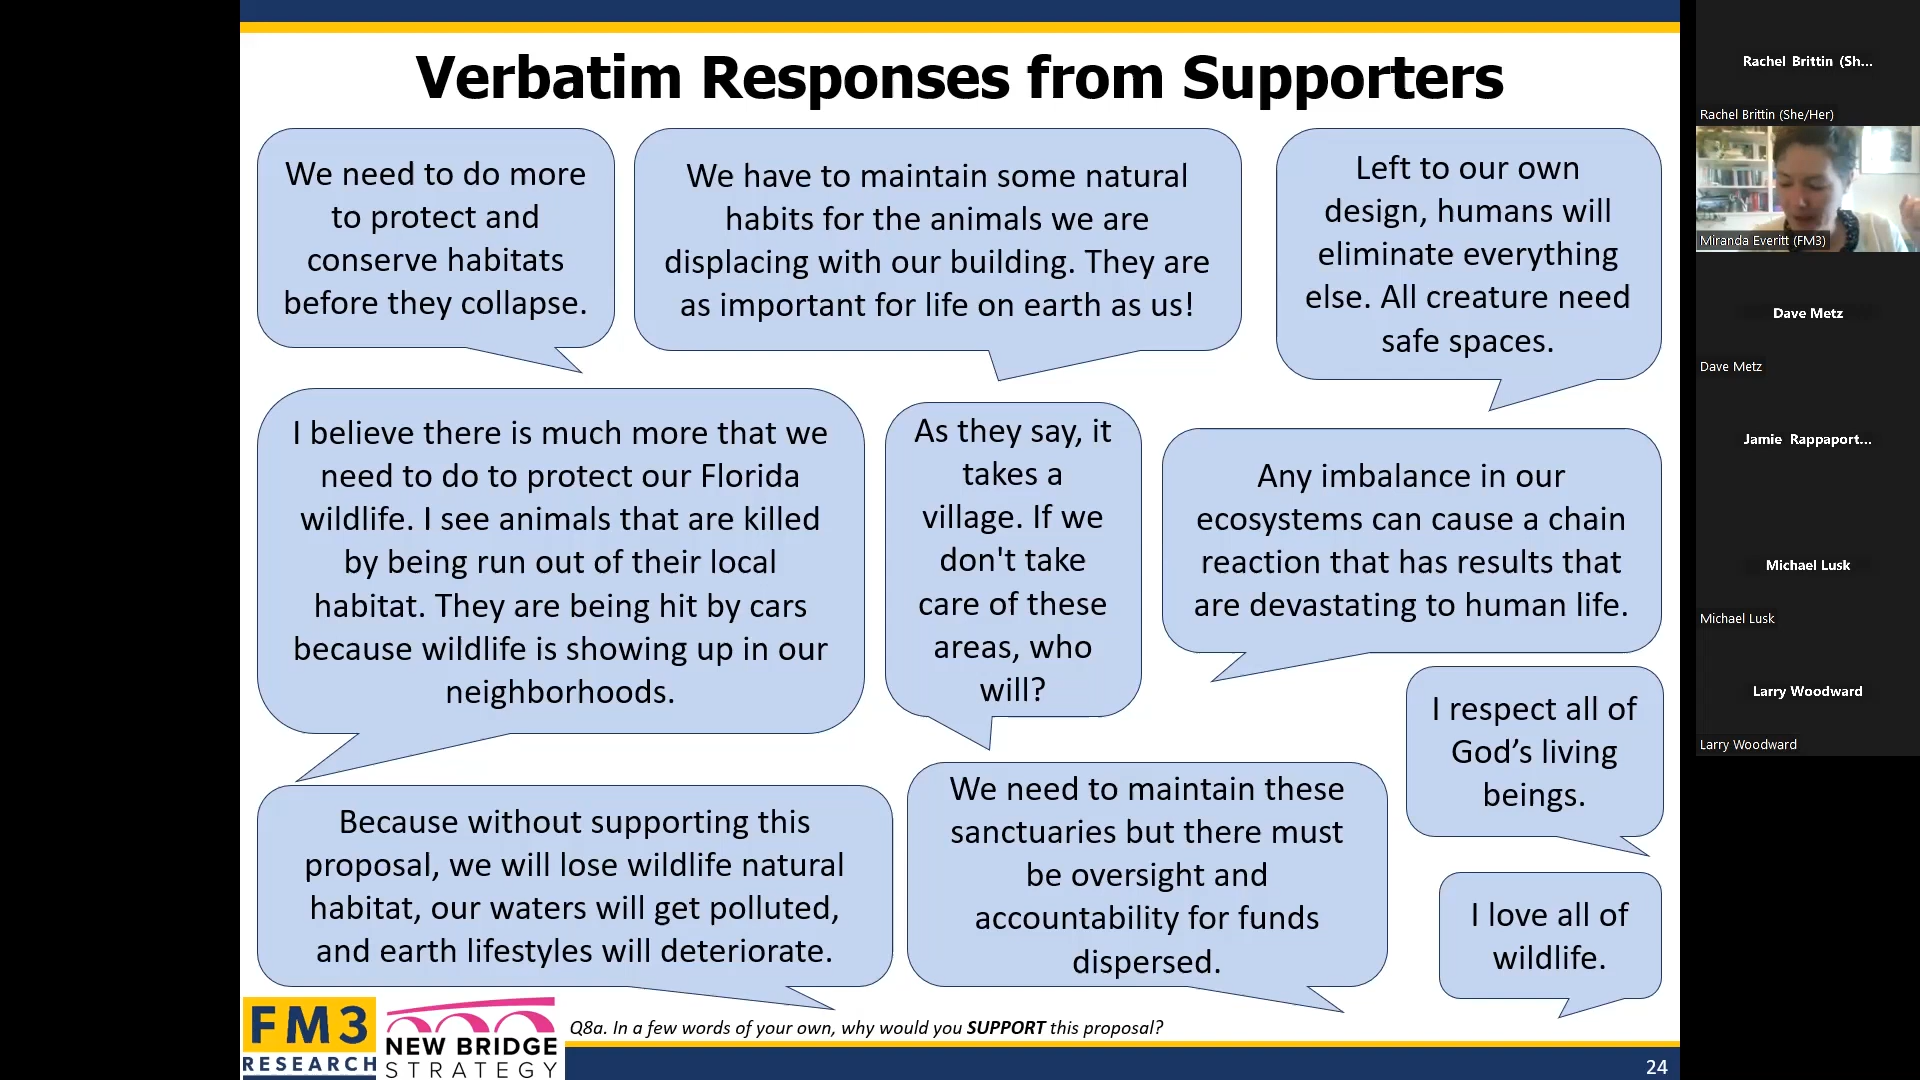 Verbatim Responses from Supporters
We need to do more
to protect and
conserve habitats
before they collapse.
We have to maintain some natural
habits for the animals we are
displacing with our building. They are
as important for life on earth as us!
Left to our own
design, humans will
eliminate everything
else. All creature need
safe spaces.
I believe there is much more that we
need to do to protect our Florida
wildlife. I see animals that are killed
by being run out of their local
habitat. They are being hit by cars
because wildlife is showing up in our
neighborhoods.
As they say, it
takes a
village. If we
don't take
care of these
areas, who
will?
Any imbalance in our
ecosystems can cause a chain
reaction that has results that
are devastating to human life.
I respect all of
God’s living
beings.
Because without supporting this
proposal, we will lose wildlife natural
habitat, our waters will get polluted,
and earth lifestyles will deteriorate.
We need to maintain these
sanctuaries but there must
be oversight and
accountability for funds
dispersed.
I love all of
wildlife.
FM3
RESEARCH
NEW BRIDGE
STRATEGY
Q8a. In a few words of your own, why would you SUPPORT this proposal?
24
Rachel Brittin (Sh...
Rachel Brittin (She/Her)
Miranda Everitt (FM3)
Dave Metz
Dave Metz
Jamie Rappaport...
Michael Lusk
Michael Lusk
Larry Woodward
Larry Woodward